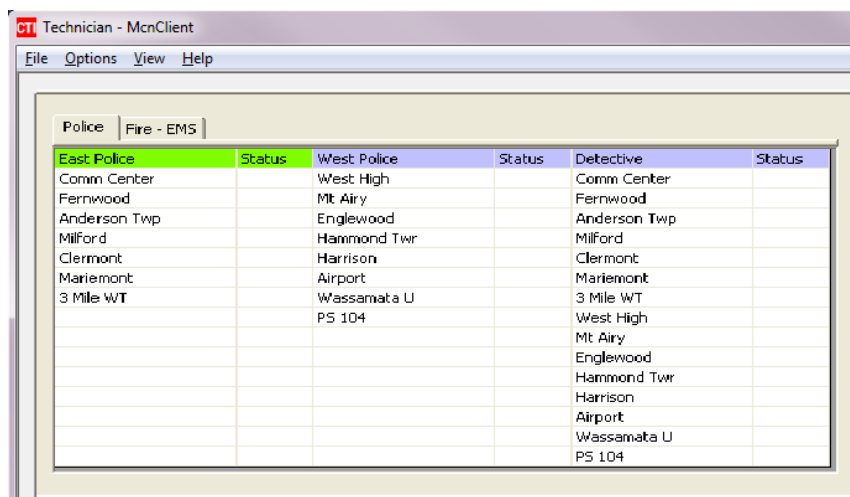 CTI Technician - McnClient
File Options View Help
Police Fire - EMS
East Police Status West Police Status Detective Status
Comm Center West High Comm Center
Fernwood Mt Airy Fernwood
Anderson Twp Englewood Anderson Twp
Milford Hammond Twr Milford
Clermont Harrison Clermont
Mariemont Airport Mariemont
3 Mile WT Wassamata U 3 Mile WT
PS 104 West High
Mt Airy
Englewood
Hammond Twr
Harrison
Airport
Wassamata U
PS 104